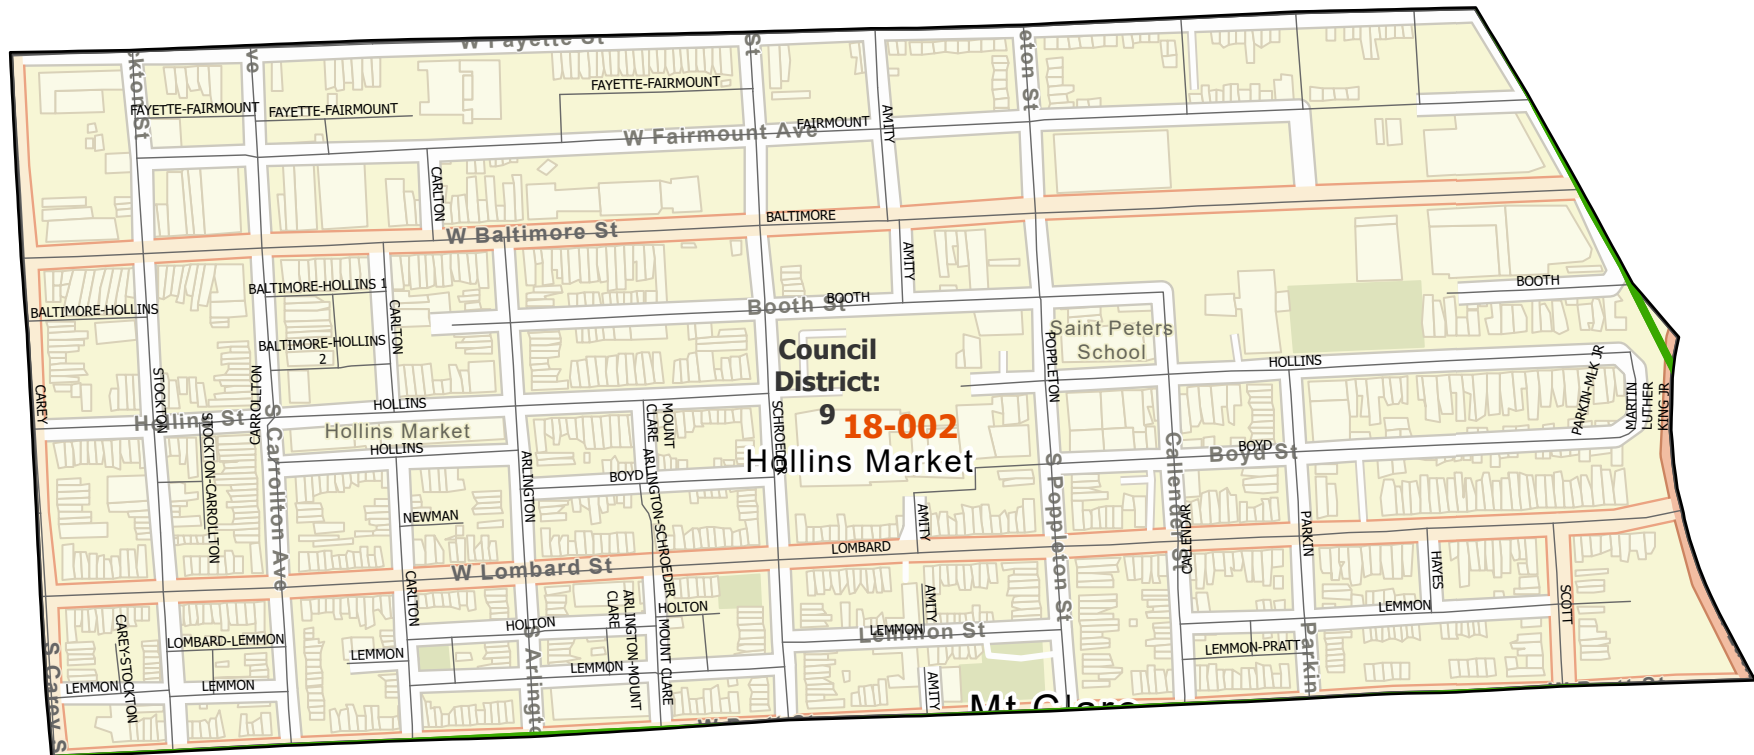 W Fayette St
St
FAYETTE-FAIRMOUNT
FAYETTE-FAIRMOUNT
FAYETTE-FAIRMOUNT
W Fairmount Ave
FAIRMOUNT
AMITY
CARLTON
BALTIMORE
W Baltimore St
AMITY
BALTIMORE-HOLLINS
BALTIMORE-HOLLINS 1
BALTIMORE-HOLLINS
2
CARLTON
Booth St
BOOTH
BOOTH
Saint Peters
School
POPPLETON
HOLLINS
PARKIN-MLK JR
MARTIN
LUTHER
KING JR
Council
District:
9
18-002
Hollins Market
CAREY
STOCKTON
CARROLLTON
STOCKTON-CARROLLTON
Hollins St
S Carrollton Ave
HOLLINS
Hollins Market
HOLLINS
MOUNT
CLARE
SCHROEDER
ARLINGTON
ARLINGTON-SCHROEDER
BOYD
BOYD
Boyd St
S Poppleton St
Callender St
CALLENDAR
PARKIN
NEWMAN
AMITY
LOMBARD
W Lombard St
HAYES
SCOTT
CARLTON
CAREY-STOCKTON
LOMBARD-LEMMON
LEMMON
LEMMON
LEMMON
HOLTON
HOLTON
LEMMON
ARLINGTON-MOUNT
CLARE
MOUNT CLARE
AMITY
LEMMON
Lemmon St
AMITY
LEMMON
LEMMON-PRATT
Parkin
Mt Clare